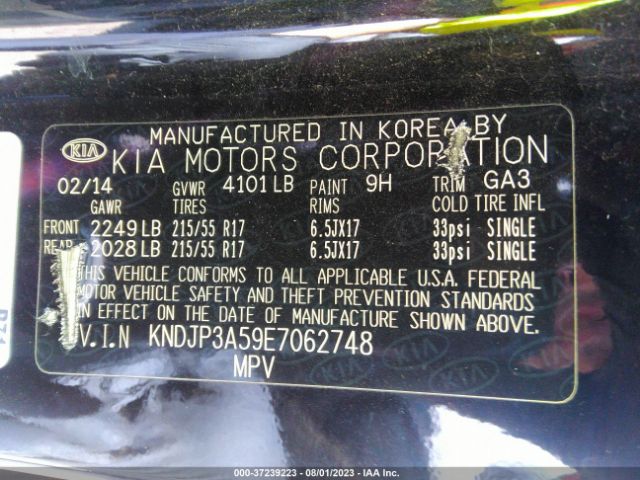 MANUFACTURED IN KOREA BY
KIA KIA MOTORS CORPORATION
02/14 GVWR 4101 LB PAINT 9H TRIM GA3
GAWR TIRES RIMS COLD TIRE INFL
FRONT 2249 LB 215/55 R17 6.5JX17 33psi SINGLE
REAR 2028 LB 215/55 R17 6.5JX17 33psi SINGLE
THIS VEHICLE CONFORMS TO ALL APPLICABLE U.S.A. FEDERAL
MOTOR VEHICLE SAFETY AND THEFT PREVENTION STANDARDS
IN EFFECT ON THE DATE OF MANUFACTURE SHOWN ABOVE.
V.I.N KNDJP3A59E7062748
MPV
000-37239223 - 08/01/2023 - IAA Inc.